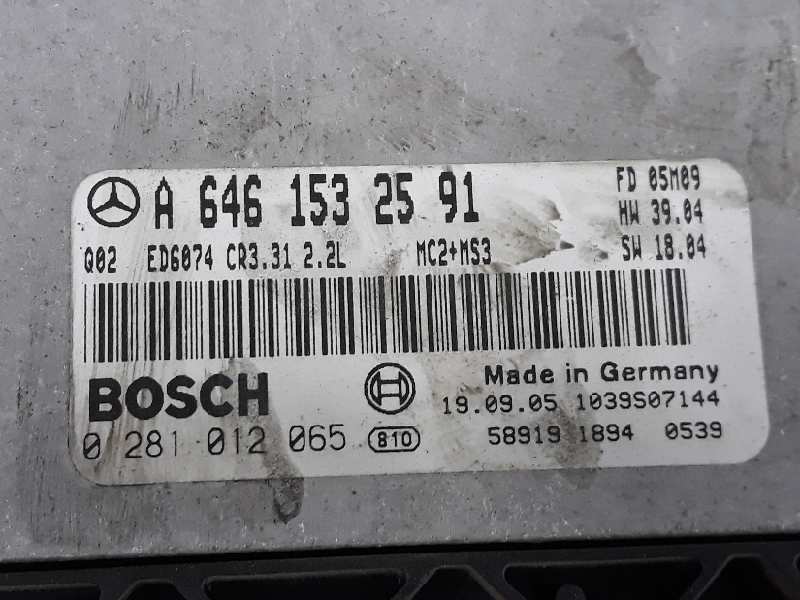 A 646 153 25 91
FD 05M09
HW 39.04
Q02 ED6074 CR3.31 2.2L MC2+MS3 SW 18.04
BOSCH
Made in Germany
19.09.05 1039S07144
0 281 012 065 810
58919 1894 0539